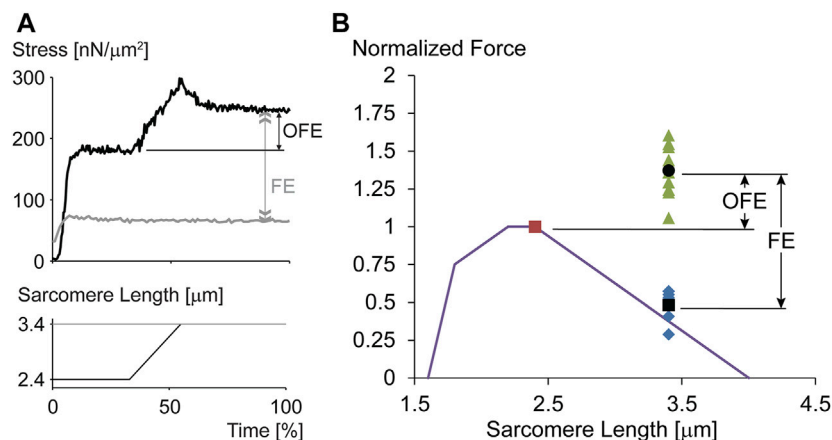 A
Stress [nN/μm²]
300
200
100
0
OFE
FE
Sarcomere Length [μm]
3.4
2.4
0
50
100
Time [%]
B
Normalized Force
2
1.75
1.5
1.25
1
0.75
0.5
0.25
0
OFE
FE
1.5
2.5
3.5
4.5
Sarcomere Length [μm]